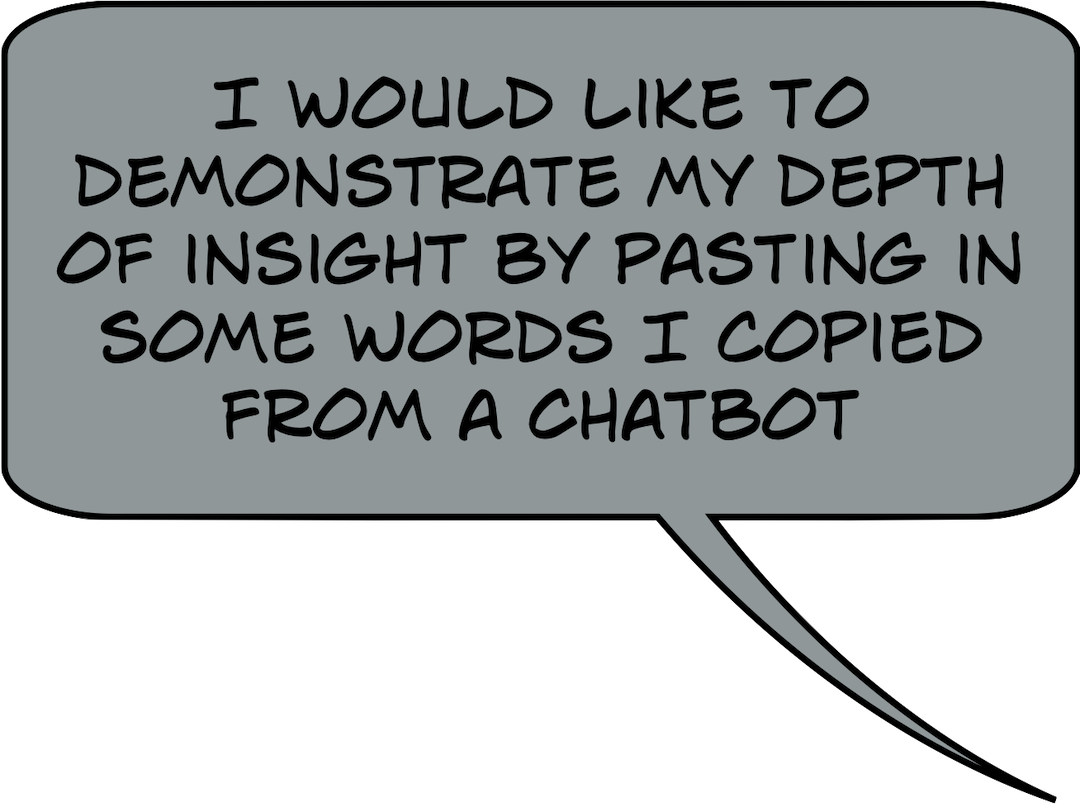 I WOULD LIKE TO
DEMONSTRATE MY DEPTH
OF INSIGHT BY PASTING IN
SOME WORDS I COPIED
FROM A CHATBOT